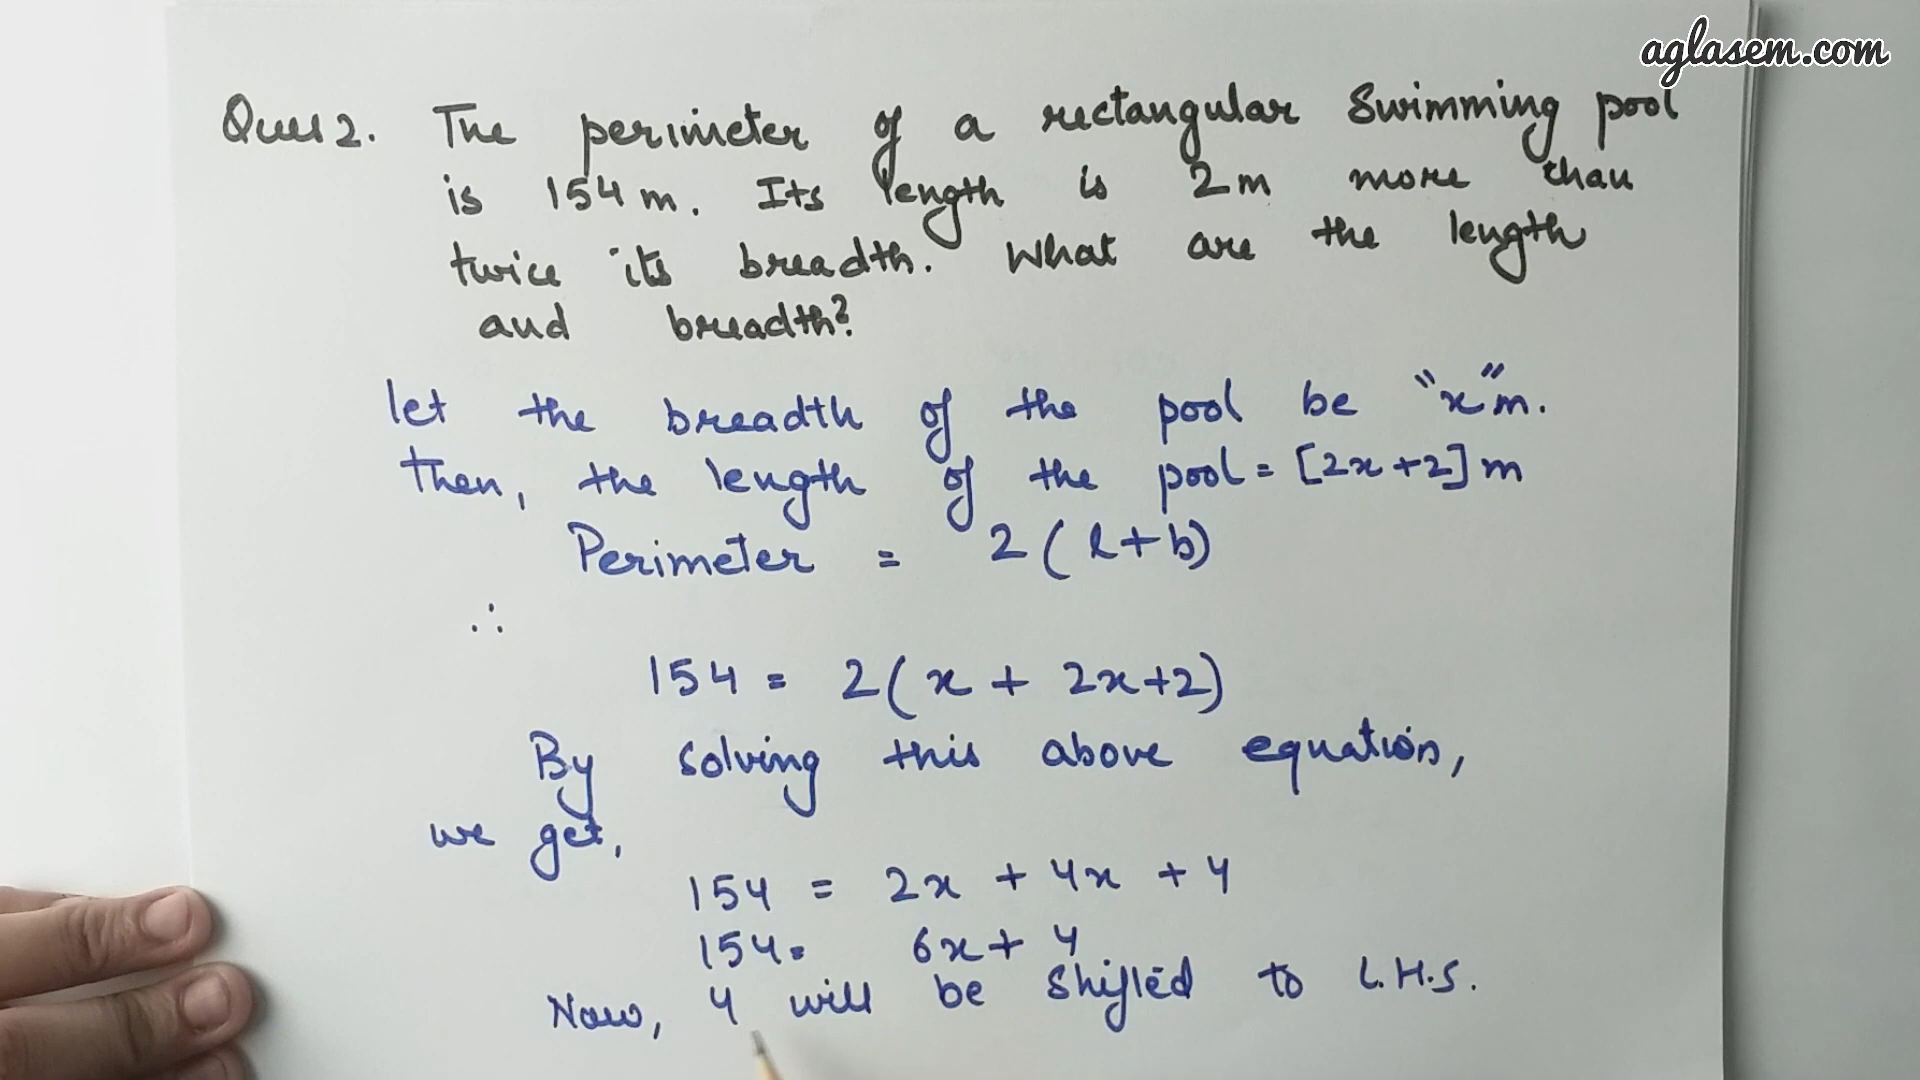 aglasem.com
Ques 2. The perimeter of a rectangular Swimming pool
is 154 m. Its length is 2 m more than
twice its breadth. What are the length
and breadth?
let the breadth of the pool be "x" m.
Then, the length of the pool = [2x + 2] m
Perimeter = 2 ( l + b)
∴
154 = 2 ( x + 2x + 2)
By solving this above equation,
we get,
154 = 2x + 4x + 4
154 = 6x + 4
Now, 4 will be shifted to L.H.S.